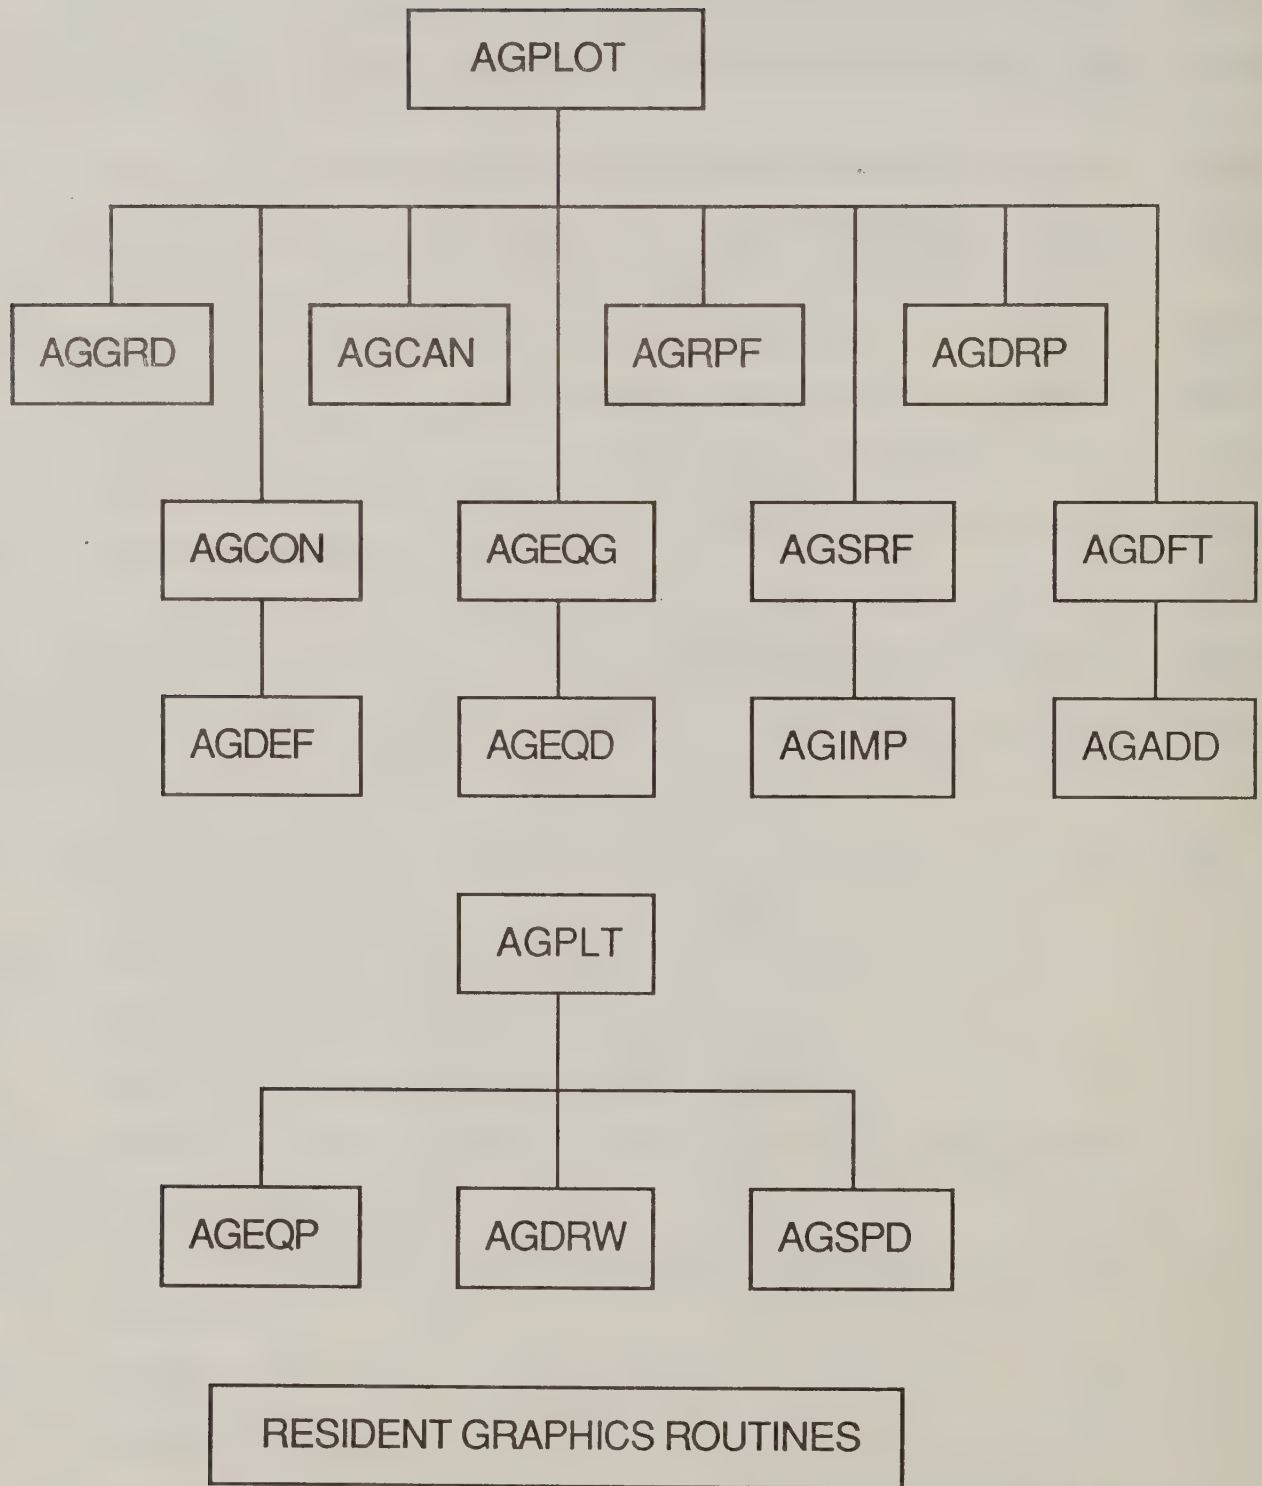 AGPLOT
AGGRD
AGCAN
AGRPF
AGDRP
AGCON
AGEQG
AGSRF
AGDFT
AGDEF
AGEQD
AGIMP
AGADD
AGPLT
AGEQP
AGDRW
AGSPD
RESIDENT GRAPHICS ROUTINES